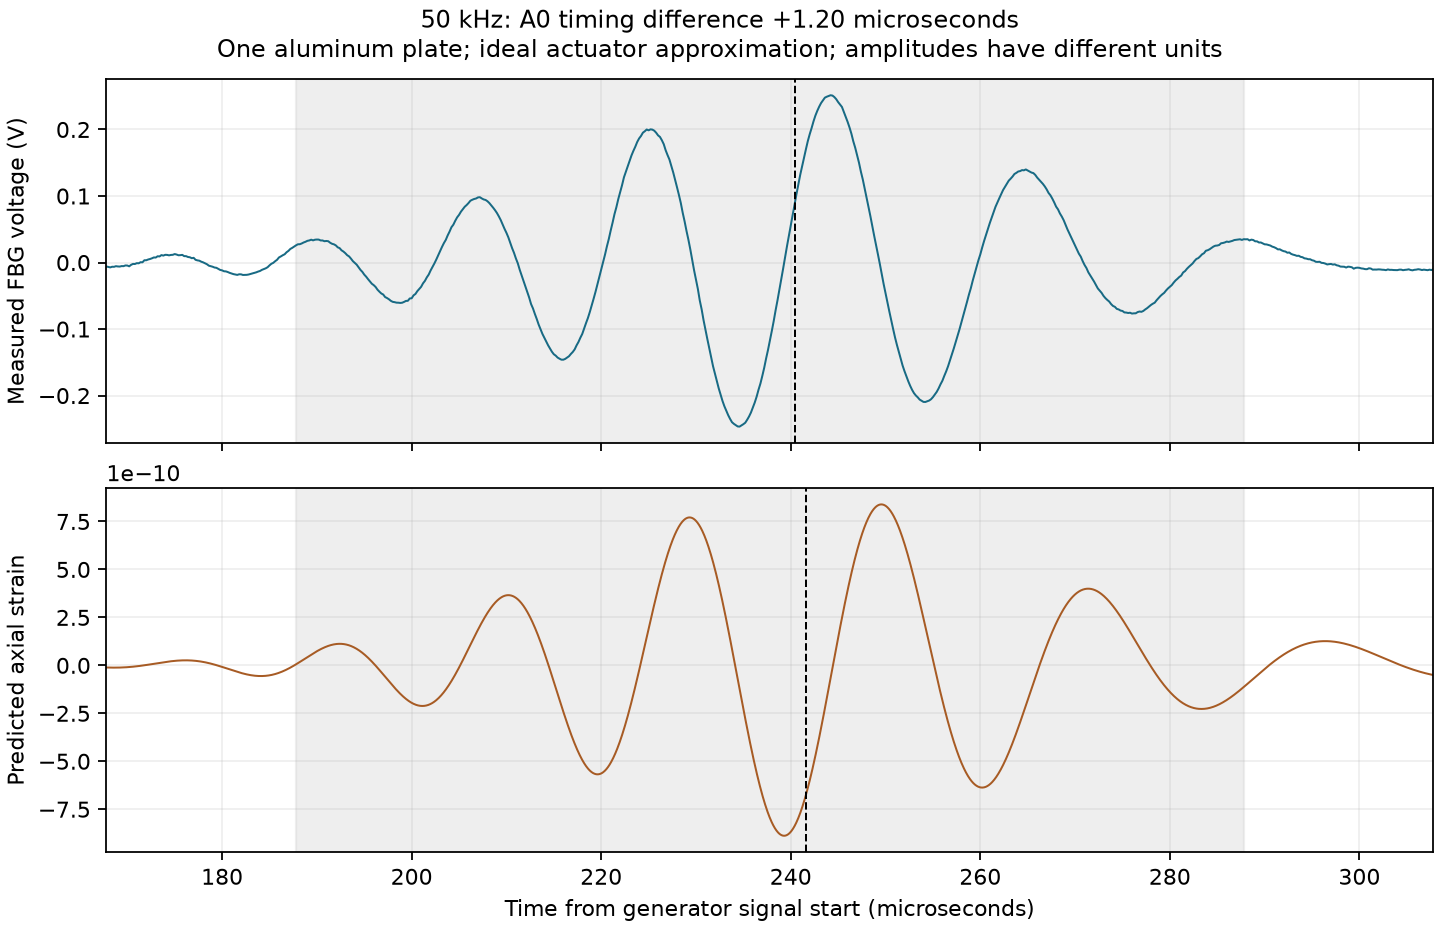 50 kHz: A0 timing difference +1.20 microseconds
One aluminum plate; ideal actuator approximation; amplitudes have different units
Measured FBG voltage (V)
0.2
0.1
0.0
−0.1
−0.2
1e−10
Predicted axial strain
7.5
5.0
2.5
0.0
−2.5
−5.0
−7.5
180 200 220 240 260 280 300
Time from generator signal start (microseconds)